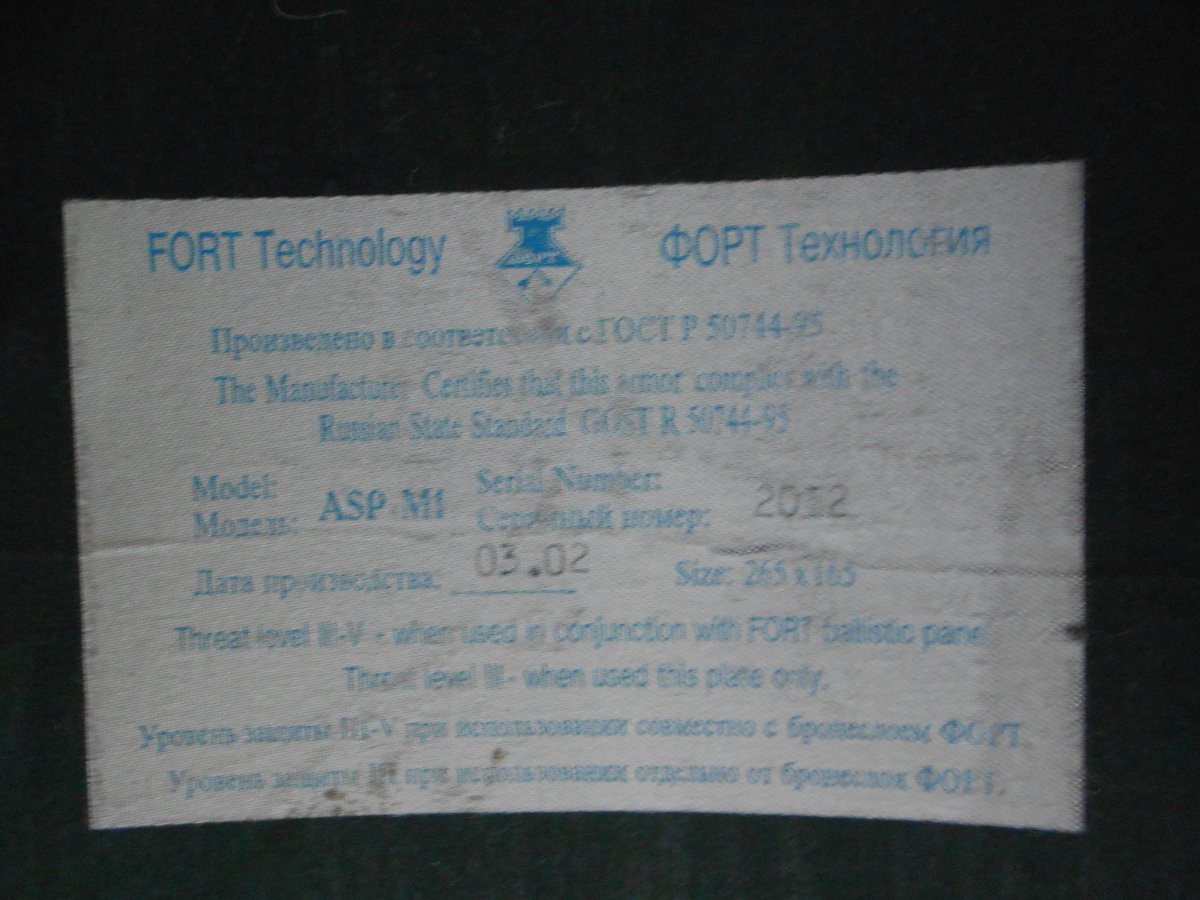 FORT Technology
ФОРТ Технология
Произведено в соответствии с ГОСТ Р 50744-95
The Manufacturer Certifies that this armor complies with the
Russian State Standard GOST R 50744-95
Model: ASP-M1 Serial Number:
Модель: Серийный номер: 2012
Дата производства: 03.02 Size: 265 x 165
Threat level III-V - when used in conjunction with FORT ballistic panel
Threat level III - when used this plate only.
Уровень защиты III-V при использовании совместно с бронеслоем ФОРТ.
Уровень защиты III при использовании отдельно от бронеслоя ФОРТ.